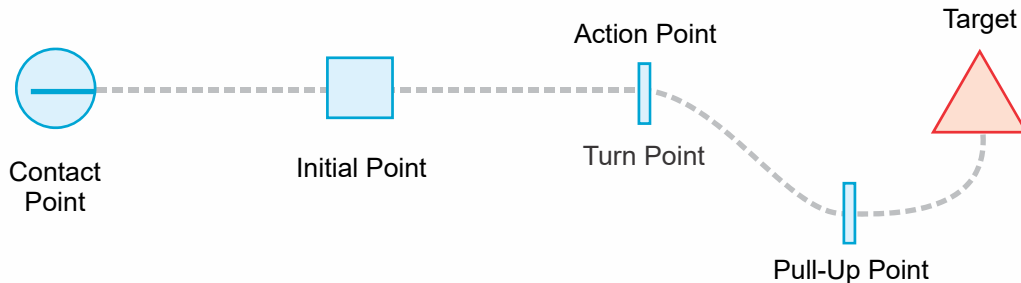 Target
Action Point
Contact
Point
Initial Point
Turn Point
Pull-Up Point